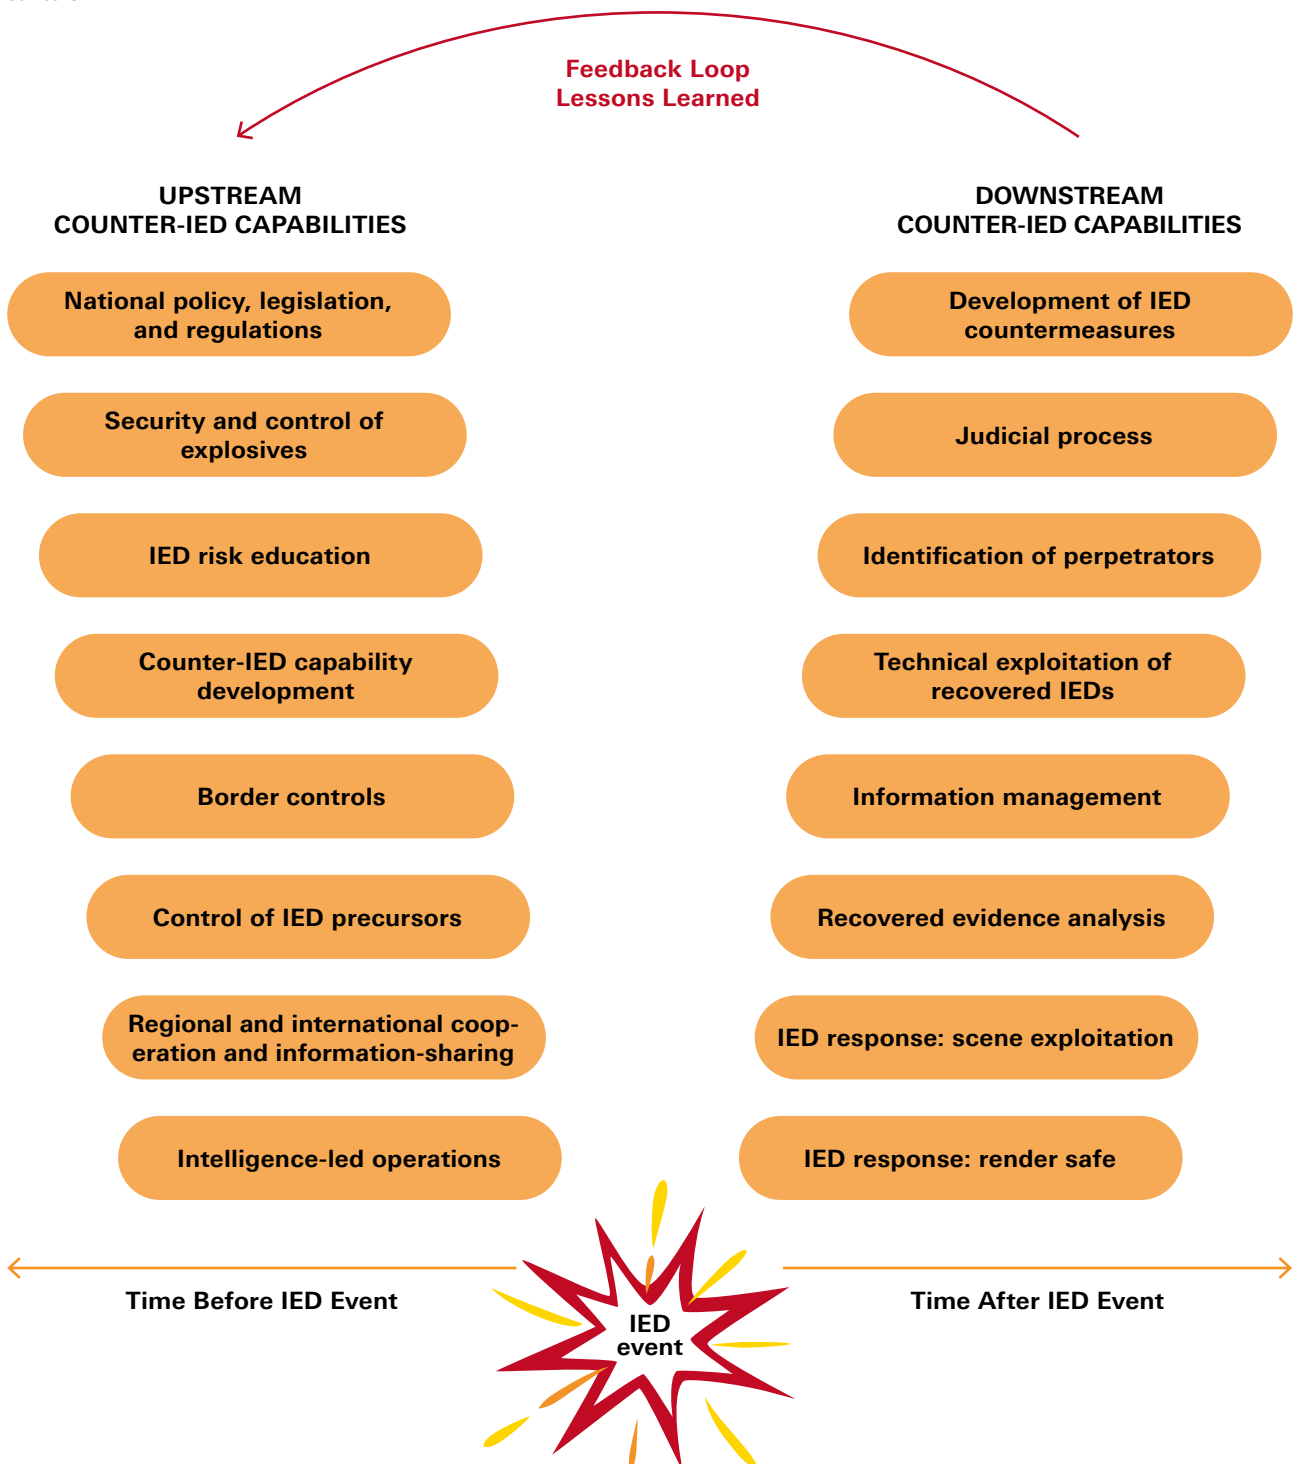 Feedback Loop
Lessons Learned
UPSTREAM
COUNTER-IED CAPABILITIES
National policy, legislation,
and regulations
Security and control of
explosives
IED risk education
Counter-IED capability
development
Border controls
Control of IED precursors
Regional and international coop-
eration and information-sharing
Intelligence-led operations
DOWNSTREAM
COUNTER-IED CAPABILITIES
Development of IED
countermeasures
Judicial process
Identification of perpetrators
Technical exploitation of
recovered IEDs
Information management
Recovered evidence analysis
IED response: scene exploitation
IED response: render safe
Time Before IED Event
IED
event
Time After IED Event